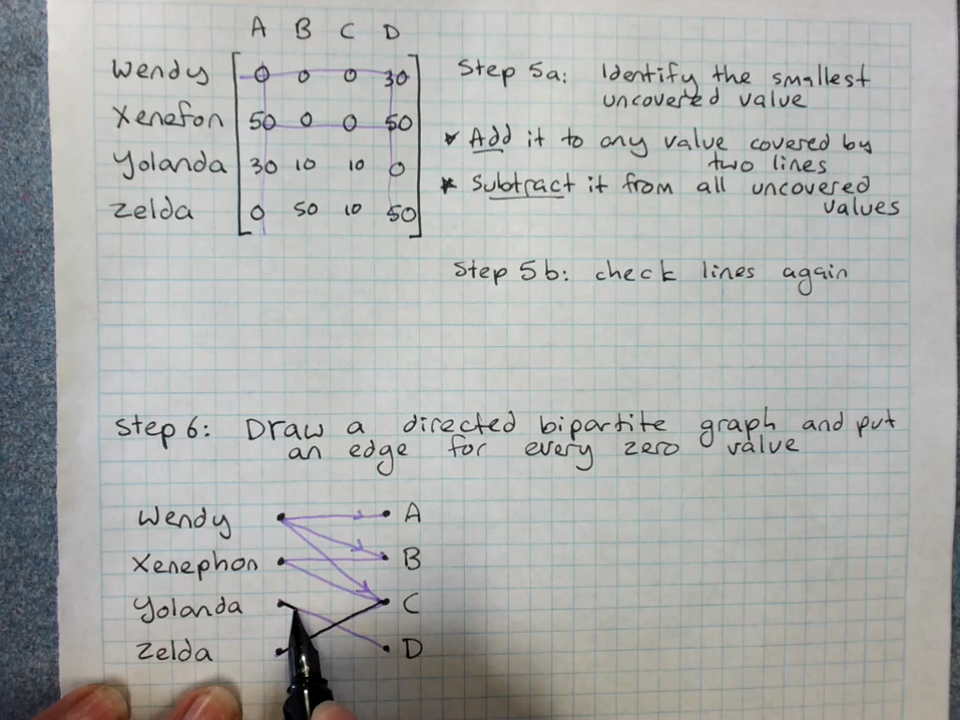 A B C D
Wendy 0 0 0 30
Xenefon 50 0 0 50
Yolanda 30 10 10 0
Zelda 0 50 10 50
Step 5a: Identify the smallest
uncovered value
* Add it to any value covered by
two lines
* Subtract it from all uncovered
values
Step 5b: check lines again
Step 6: Draw a directed bipartite graph and put
an edge for every zero value
Wendy A
Xenephon B
Yolanda C
Zelda D